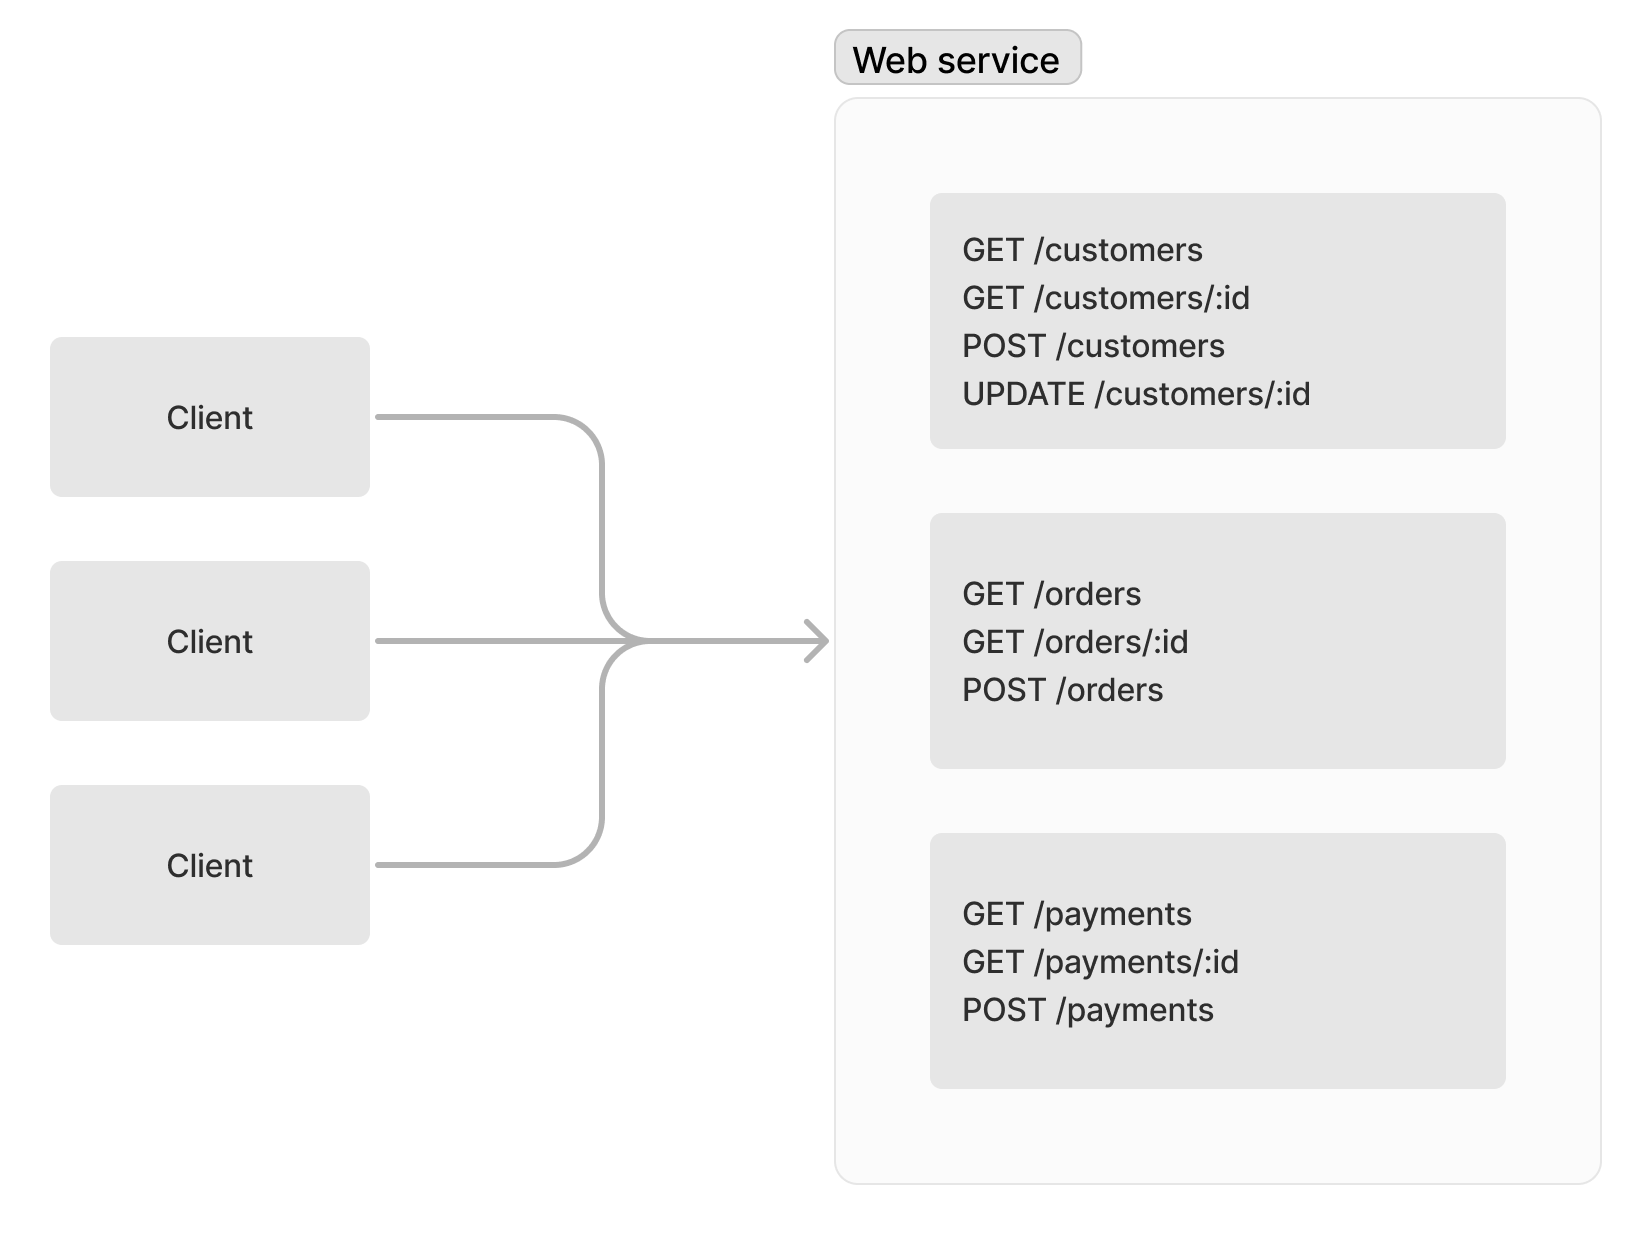 Web service
GET /customers
GET /customers/:id
POST /customers
UPDATE /customers/:id
Client
Client
Client
GET /orders
GET /orders/:id
POST /orders
GET /payments
GET /payments/:id
POST /payments